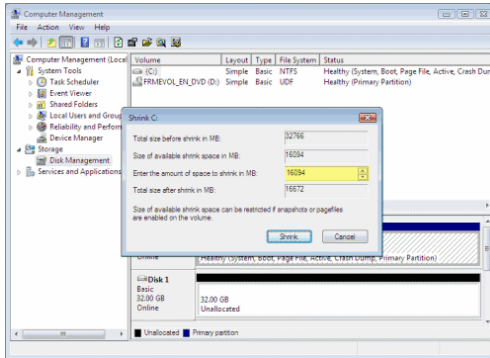 Computer Management
File Action View Help
Computer Management (Local
System Tools
Task Scheduler
Event Viewer
Shared Folders
Local Users and Group
Reliability and Perform
Device Manager
Storage
Disk Management
Services and Applications
Volume Layout Type File System Status
(C:) Simple Basic NTFS Healthy (System, Boot, Page File, Active, Crash Dur
FRMEVOL_EN_DVD (D:) Simple Basic UDF Healthy (Primary Partition)
Shrink C:
Total size before shrink in MB: 32766
Size of available shrink space in MB: 16094
Enter the amount of space to shrink in MB: 16094
Total size after shrink in MB: 16672
Size of available shrink space can be restricted if snapshots or pagefiles
are enabled on the volume.
Shrink Cancel
Online Healthy (System, Boot, Page File, Active, Crash Dump, Primary Partition)
Disk 1
Basic
32.00 GB
Online
32.00 GB
Unallocated
Unallocated Primary partition